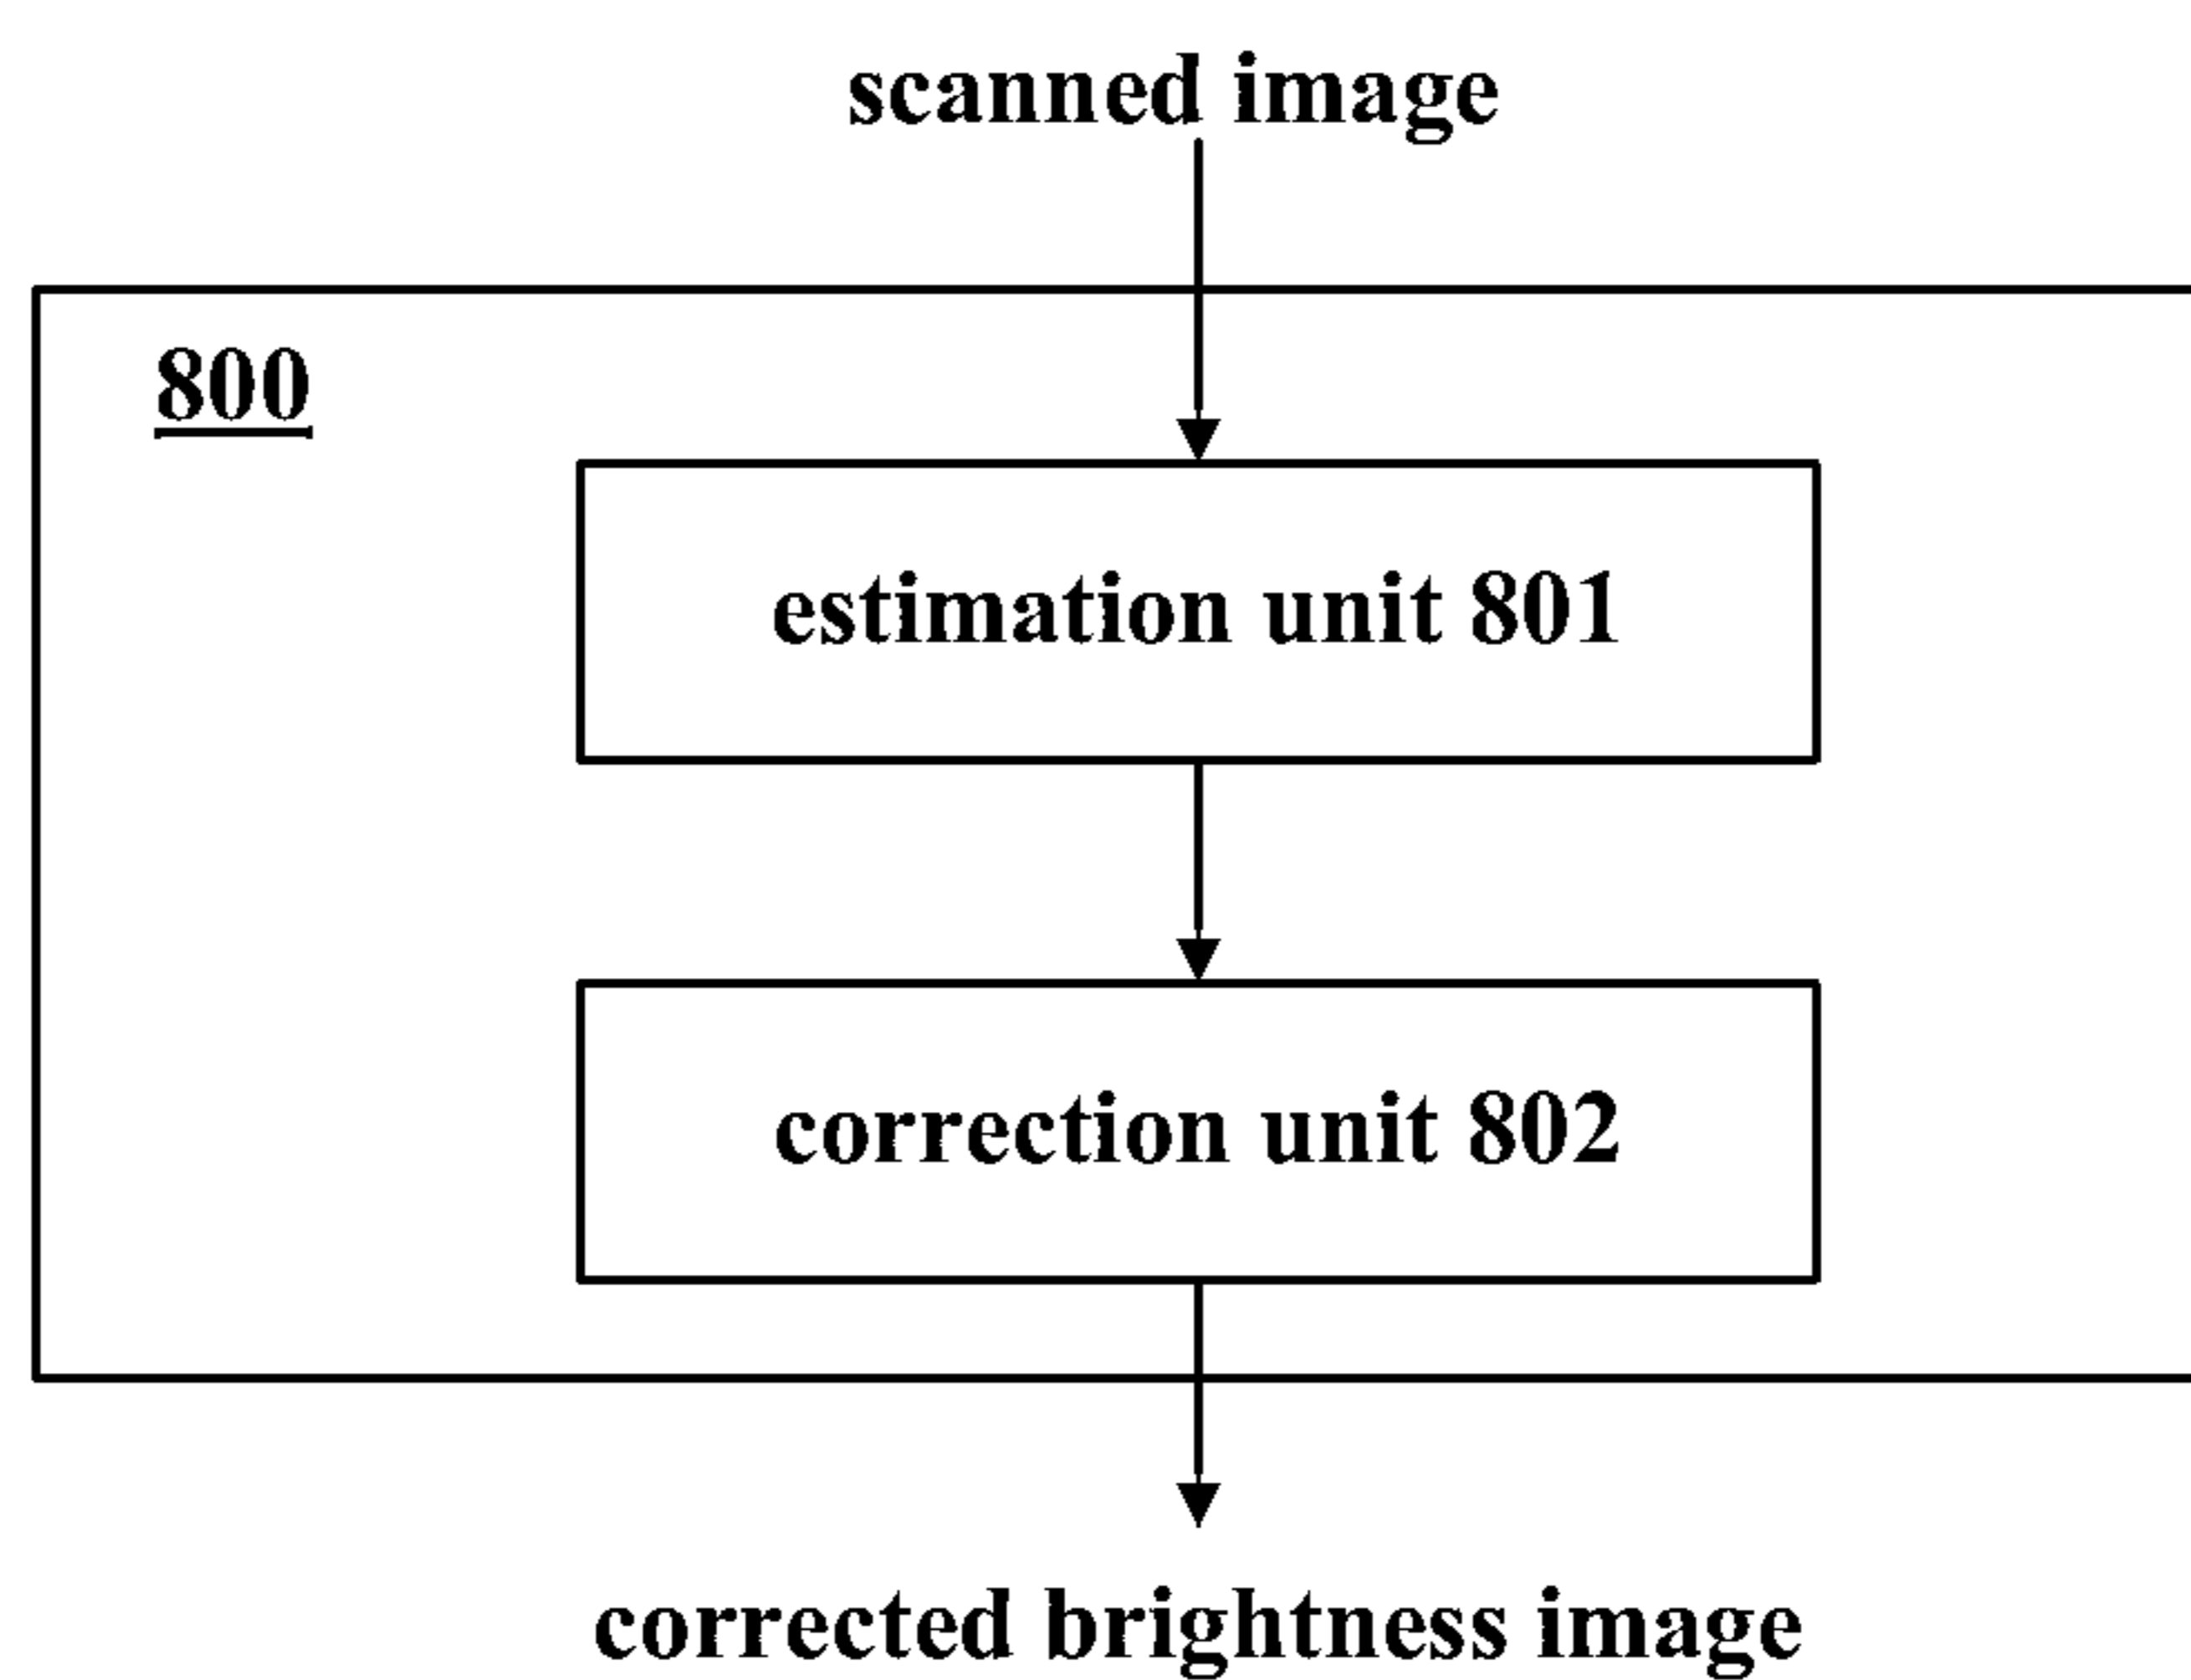 scanned image
800
estimation unit 801
correction unit 802
corrected brightness image